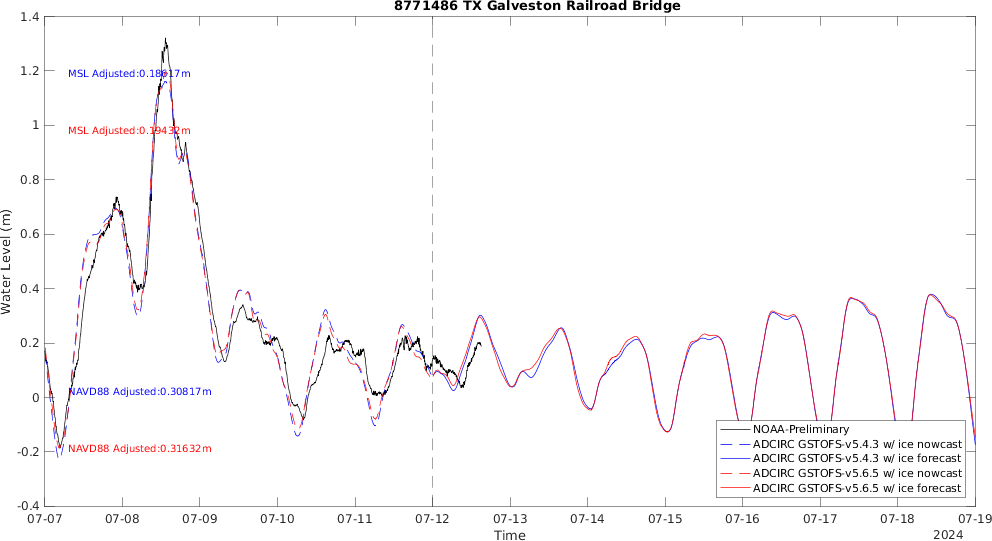 8771486 TX Galveston Railroad Bridge
1.4
1.2
1
0.8
0.6
0.4
0.2
0
-0.2
-0.4
Water Level (m)
MSL Adjusted:0.18617m
MSL Adjusted:0.19432m
NAVD88 Adjusted:0.30817m
NAVD88 Adjusted:0.31632m
NOAA-Preliminary
ADCIRC GSTOFS-v5.4.3 w/ ice nowcast
ADCIRC GSTOFS-v5.4.3 w/ ice forecast
ADCIRC GSTOFS-v5.6.5 w/ ice nowcast
ADCIRC GSTOFS-v5.6.5 w/ ice forecast
07-07 07-08 07-09 07-10 07-11 07-12 07-13 07-14 07-15 07-16 07-17 07-18 07-19
Time
2024